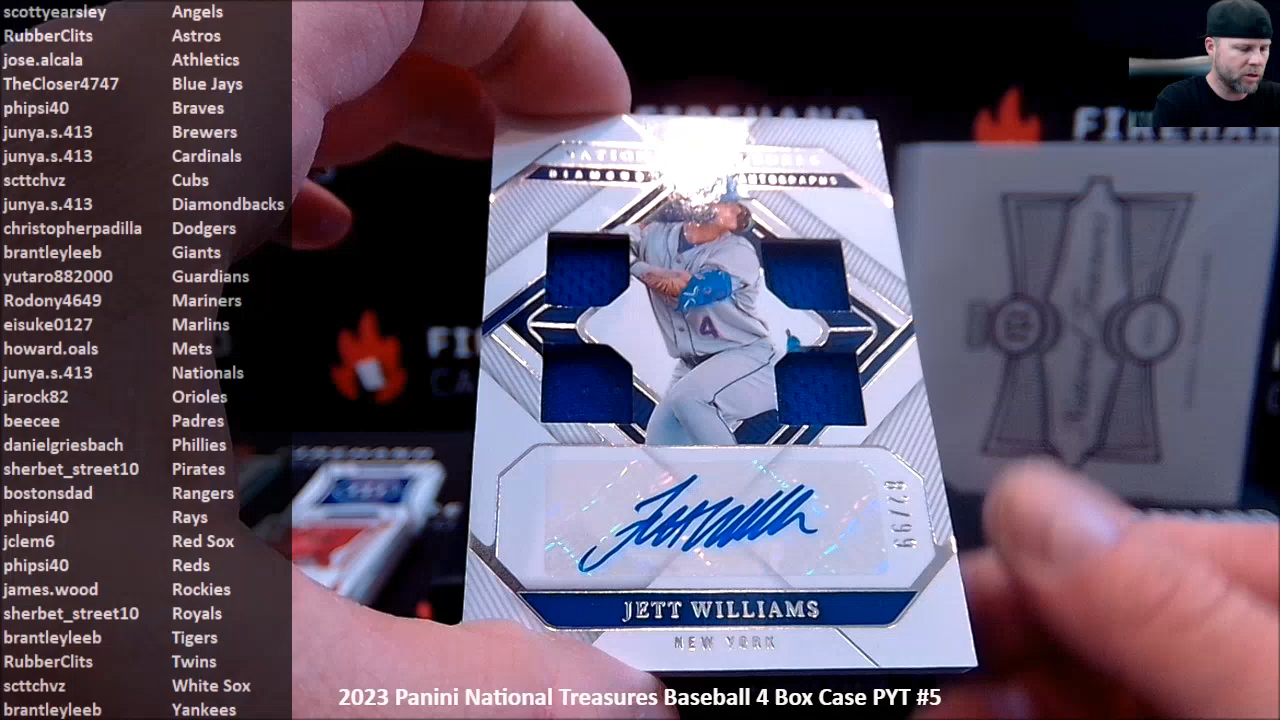 scottyearsley Angels
RubberClits Astros
jose.alcala Athletics
TheCloser4747 Blue Jays
phipsi40 Braves
junya.s.413 Brewers
junya.s.413 Cardinals
scttchvz Cubs
junya.s.413 Diamondbacks
christopherpadilla Dodgers
brantleyleeb Giants
yutaro882000 Guardians
Rodony4649 Mariners
eisuke0127 Marlins
howard.oals Mets
junya.s.413 Nationals
jarock82 Orioles
beecee Padres
danielgriesbach Phillies
sherbet_street10 Pirates
bostonsdad Rangers
phipsi40 Rays
jclem6 Red Sox
phipsi40 Reds
james.wood Rockies
sherbet_street10 Royals
brantleyleeb Tigers
RubberClits Twins
scttchvz White Sox
brantleyleeb Yankees
4
87/99
JETT WILLIAMS
NEW YORK
2023 Panini National Treasures Baseball 4 Box Case PYT #5